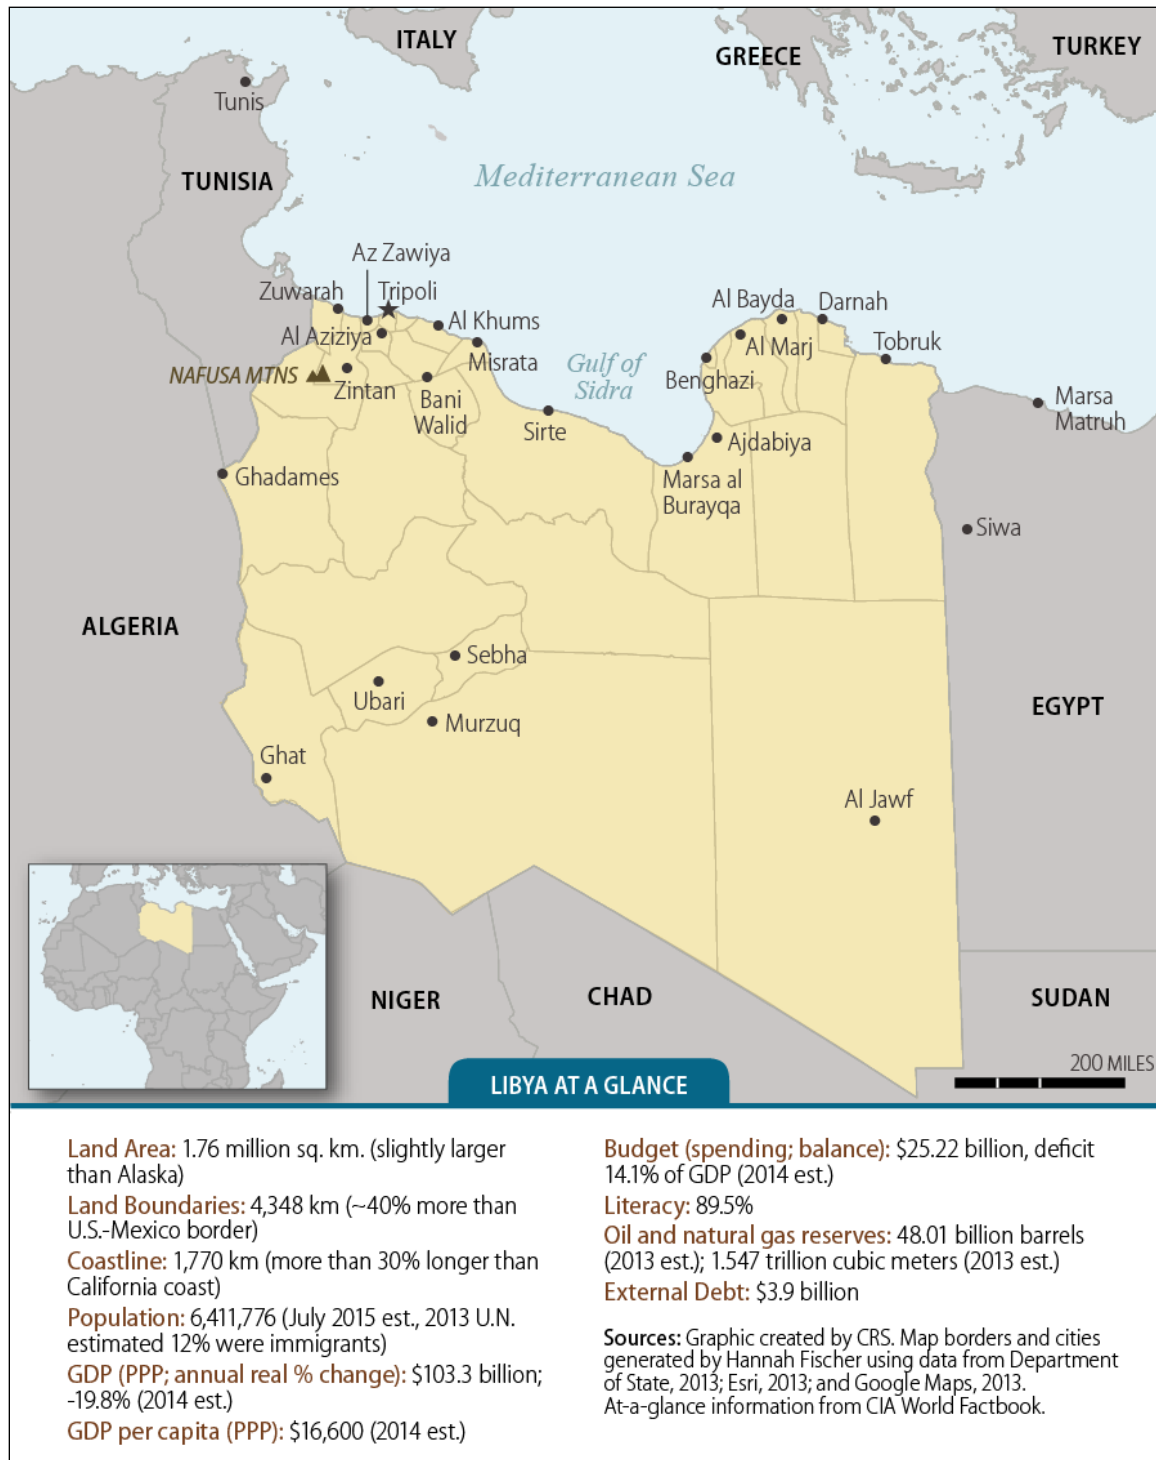 ITALY
GREECE
TURKEY
Tunis
TUNISIA
Mediterranean Sea
Az Zawiya
Zuwarah
Tripoli
Al Bayda
Darnah
Al Aziziya
Al Khums
Misrata
Al Marj
Tobruk
Gulf of
Sidra
NAFUSA MTNS
Zintan
Benghazi
Bani
Walid
Sirte
Marsa
Matruh
Ajdabiya
Ghadames
Marsa al
Burayqa
Siwa
ALGERIA
Sebha
Ubari
Murzuq
EGYPT
Ghat
Al Jawf
NIGER
CHAD
SUDAN
200 MILES
LIBYA AT A GLANCE
Land Area: 1.76 million sq. km. (slightly larger
than Alaska)
Land Boundaries: 4,348 km (~40% more than
U.S.-Mexico border)
Coastline: 1,770 km (more than 30% longer than
California coast)
Population: 6,411,776 (July 2015 est., 2013 U.N.
estimated 12% were immigrants)
GDP (PPP; annual real % change): $103.3 billion;
-19.8% (2014 est.)
GDP per capita (PPP): $16,600 (2014 est.)
Budget (spending; balance): $25.22 billion, deficit
14.1% of GDP (2014 est.)
Literacy: 89.5%
Oil and natural gas reserves: 48.01 billion barrels
(2013 est.); 1.547 trillion cubic meters (2013 est.)
External Debt: $3.9 billion
Sources: Graphic created by CRS. Map borders and cities
generated by Hannah Fischer using data from Department
of State, 2013; Esri, 2013; and Google Maps, 2013.
At-a-glance information from CIA World Factbook.